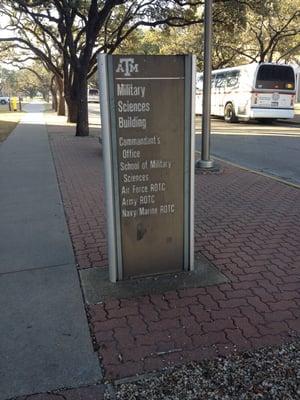 ATM
Military
Sciences
Building
Commandant's
Office
School of Military
Sciences
Air Force ROTC
Army ROTC
Navy/Marine ROTC